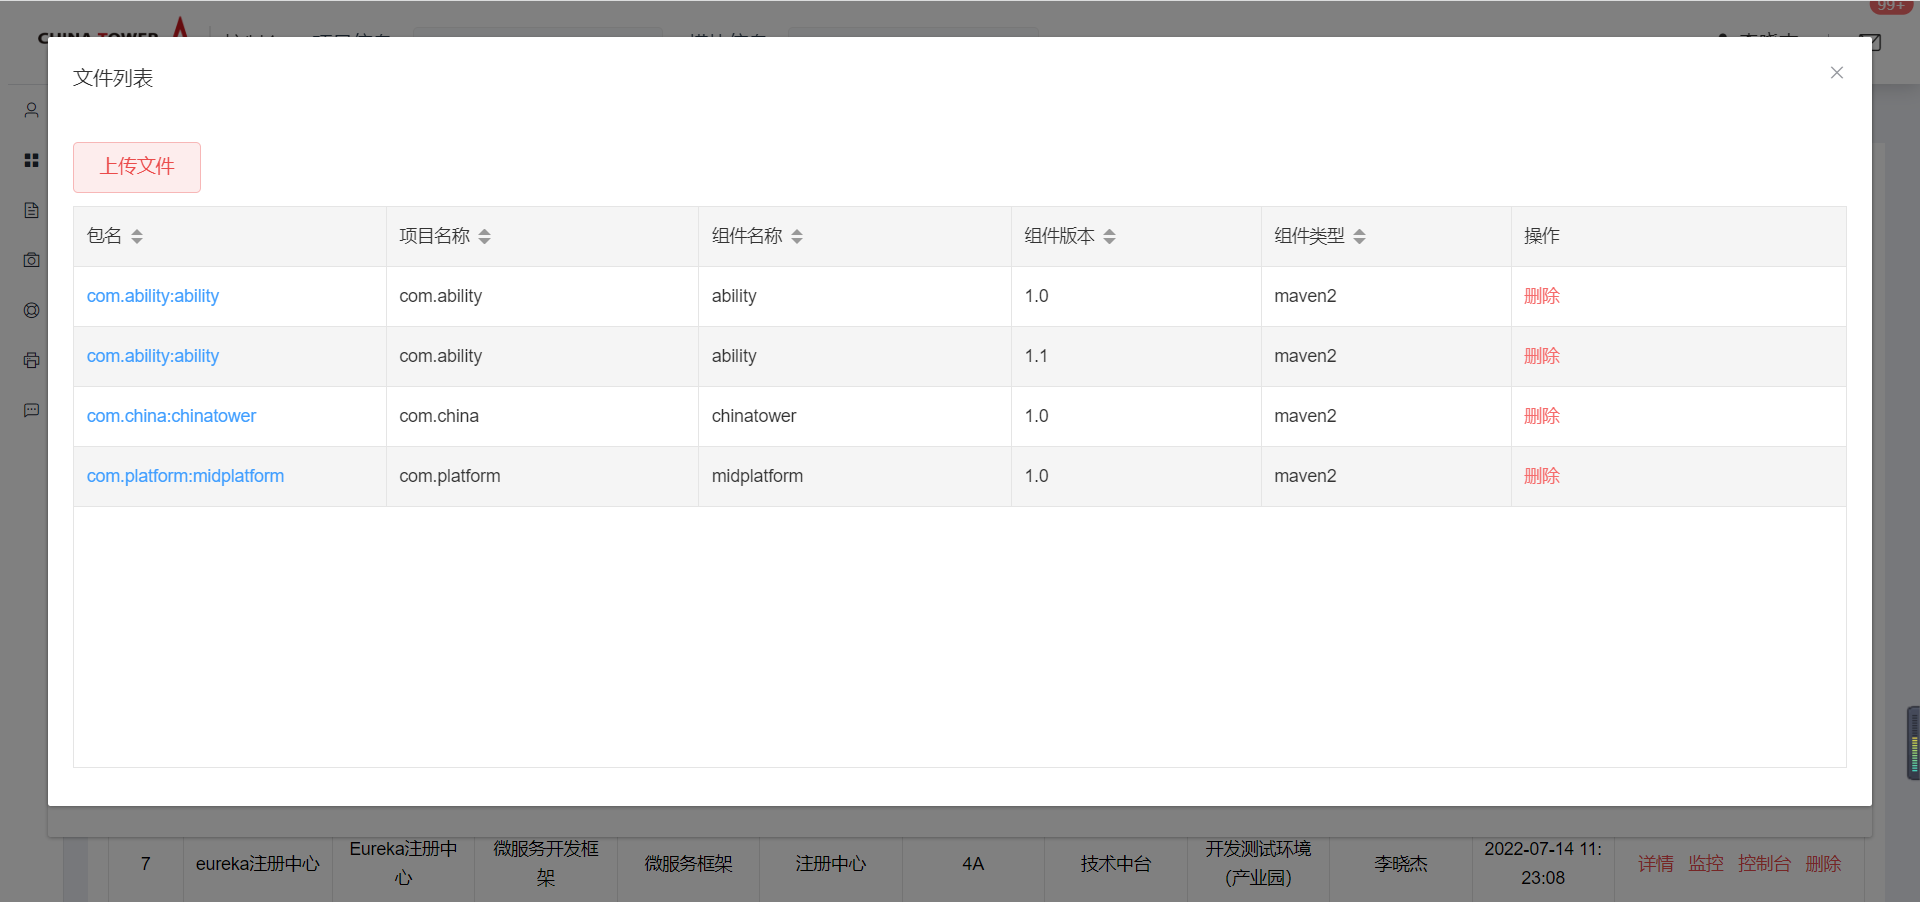 99+
CHINA TOWER
文件列表
上传文件
包名 项目名称 组件名称 组件版本 组件类型 操作
com.ability:ability com.ability ability 1.0 maven2 删除
com.ability:ability com.ability ability 1.1 maven2 删除
com.china:chinatower com.china chinatower 1.0 maven2 删除
com.platform:midplatform com.platform midplatform 1.0 maven2 删除
7 eureka注册中心 Eureka注册中心 微服务开发框架 微服务框架 注册中心 4A 技术中台 开发测试环境(产业园) 李晓杰 2022-07-14 11:23:08 详情 监控 控制台 删除